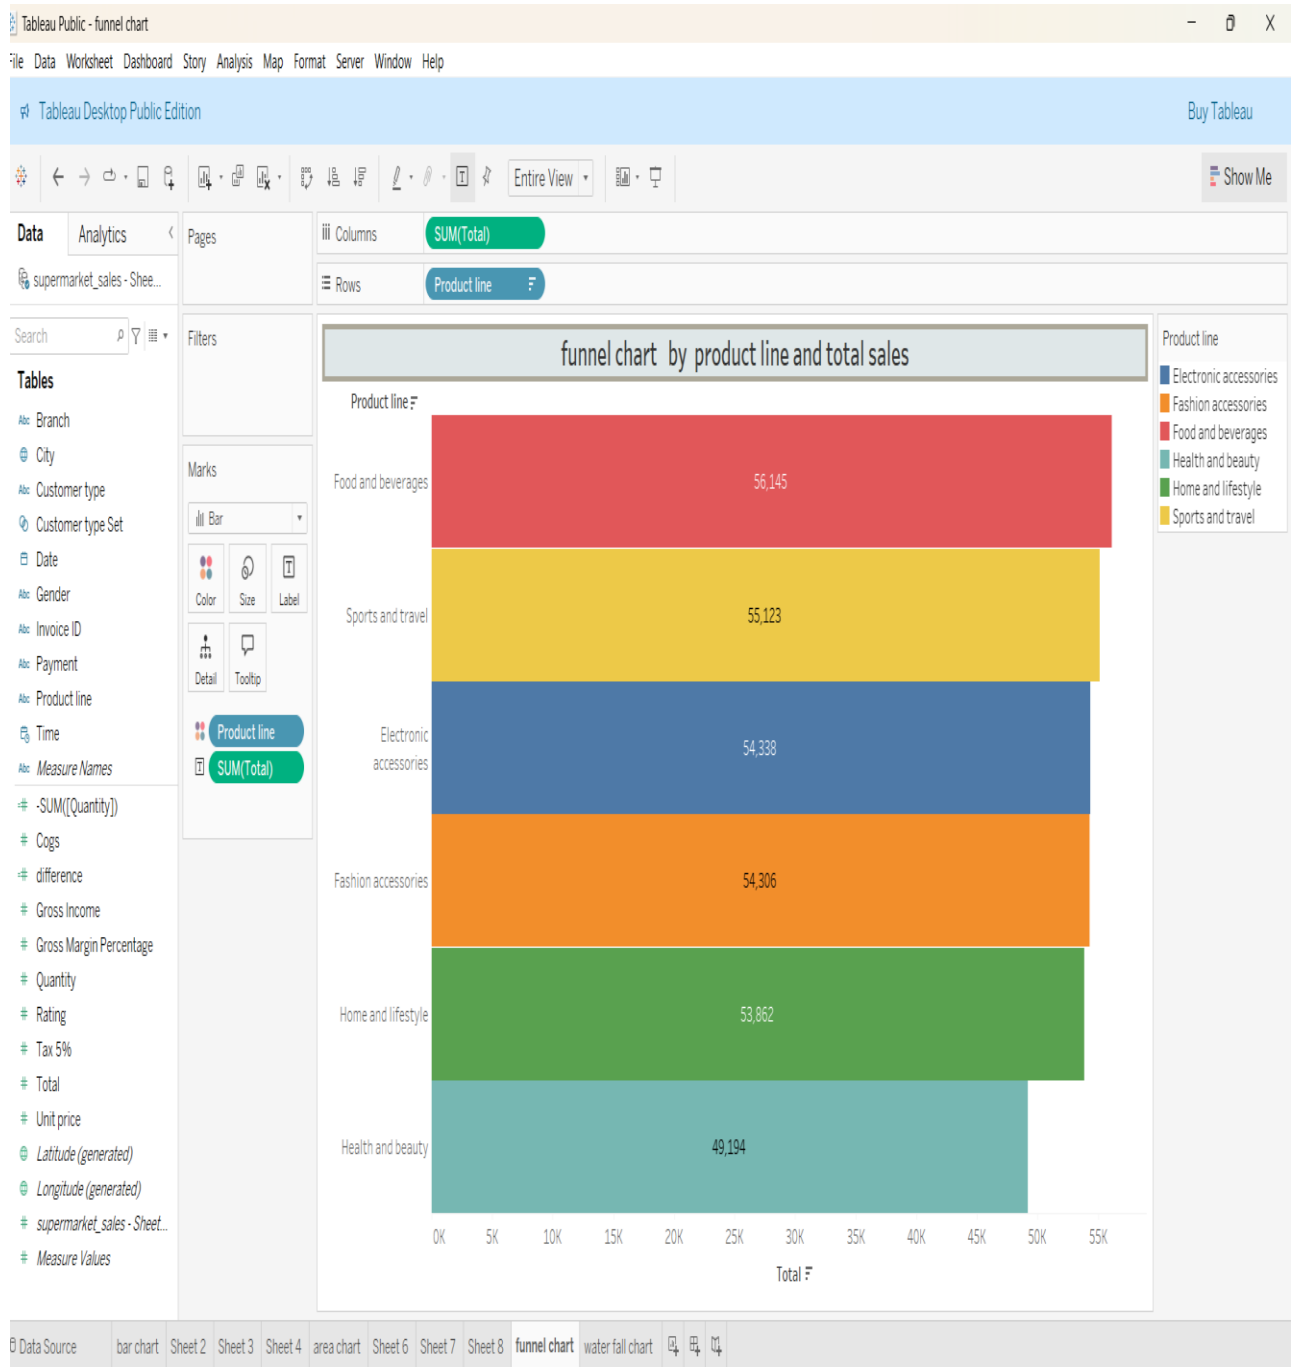 Tableau Public - funnel chart
File Data Worksheet Dashboard Story Analysis Map Format Server Window Help
Tableau Desktop Public Edition
Buy Tableau
Entire View
Show Me
Data
Analytics
supermarket_sales - Shee...
Search
Tables
Abc Branch
City
Abc Customer type
Customer type Set
Date
Abc Gender
Abc Invoice ID
Abc Payment
Abc Product line
Time
Abc Measure Names
-SUM([Quantity])
Cogs
difference
Gross Income
Gross Margin Percentage
Quantity
Rating
Tax 5%
Total
Unit price
Latitude (generated)
Longitude (generated)
supermarket_sales - Sheet...
Measure Values
Pages
Filters
Marks
Bar
Color Size Label
Detail Tooltip
Product line
SUM(Total)
Columns SUM(Total)
Rows Product line
funnel chart by product line and total sales
Product line
Food and beverages 56,145
Sports and travel 55,123
Electronic
accessories
54,338
Fashion accessories 54,306
Home and lifestyle 53,862
Health and beauty 49,194
0K 5K 10K 15K 20K 25K 30K 35K 40K 45K 50K 55K
Total
Product line
Electronic accessories
Fashion accessories
Food and beverages
Health and beauty
Home and lifestyle
Sports and travel
Data Source bar chart Sheet 2 Sheet 3 Sheet 4 area chart Sheet 6 Sheet 7 Sheet 8 funnel chart water fall chart